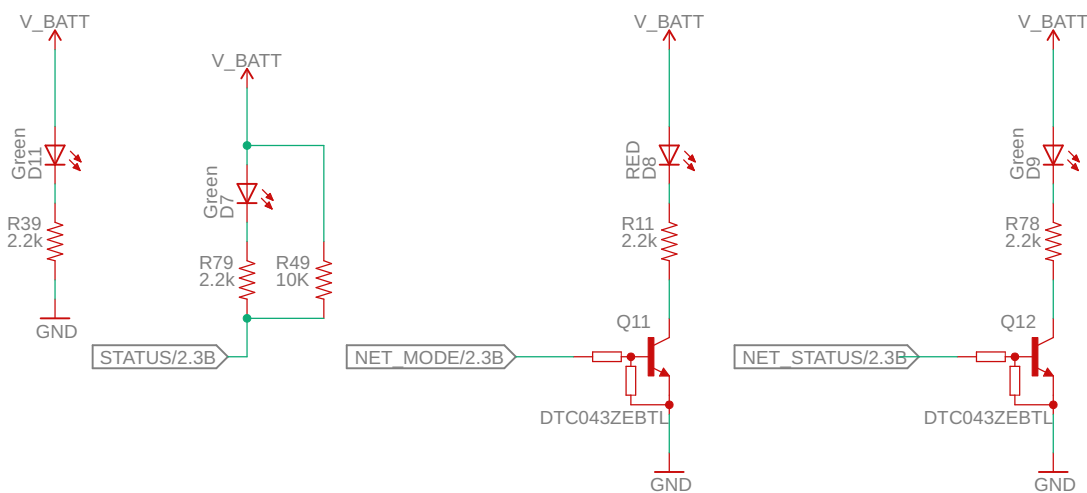 V_BATT
Green
D11
R39
2.2k
GND
V_BATT
Green
D7
R79
2.2k
R49
10K
STATUS/2.3B
V_BATT
RED
D8
R11
2.2k
Q11
NET_MODE/2.3B
DTC043ZEBTL
GND
V_BATT
Green
D9
R78
2.2k
Q12
NET_STATUS/2.3B
DTC043ZEBTL
GND